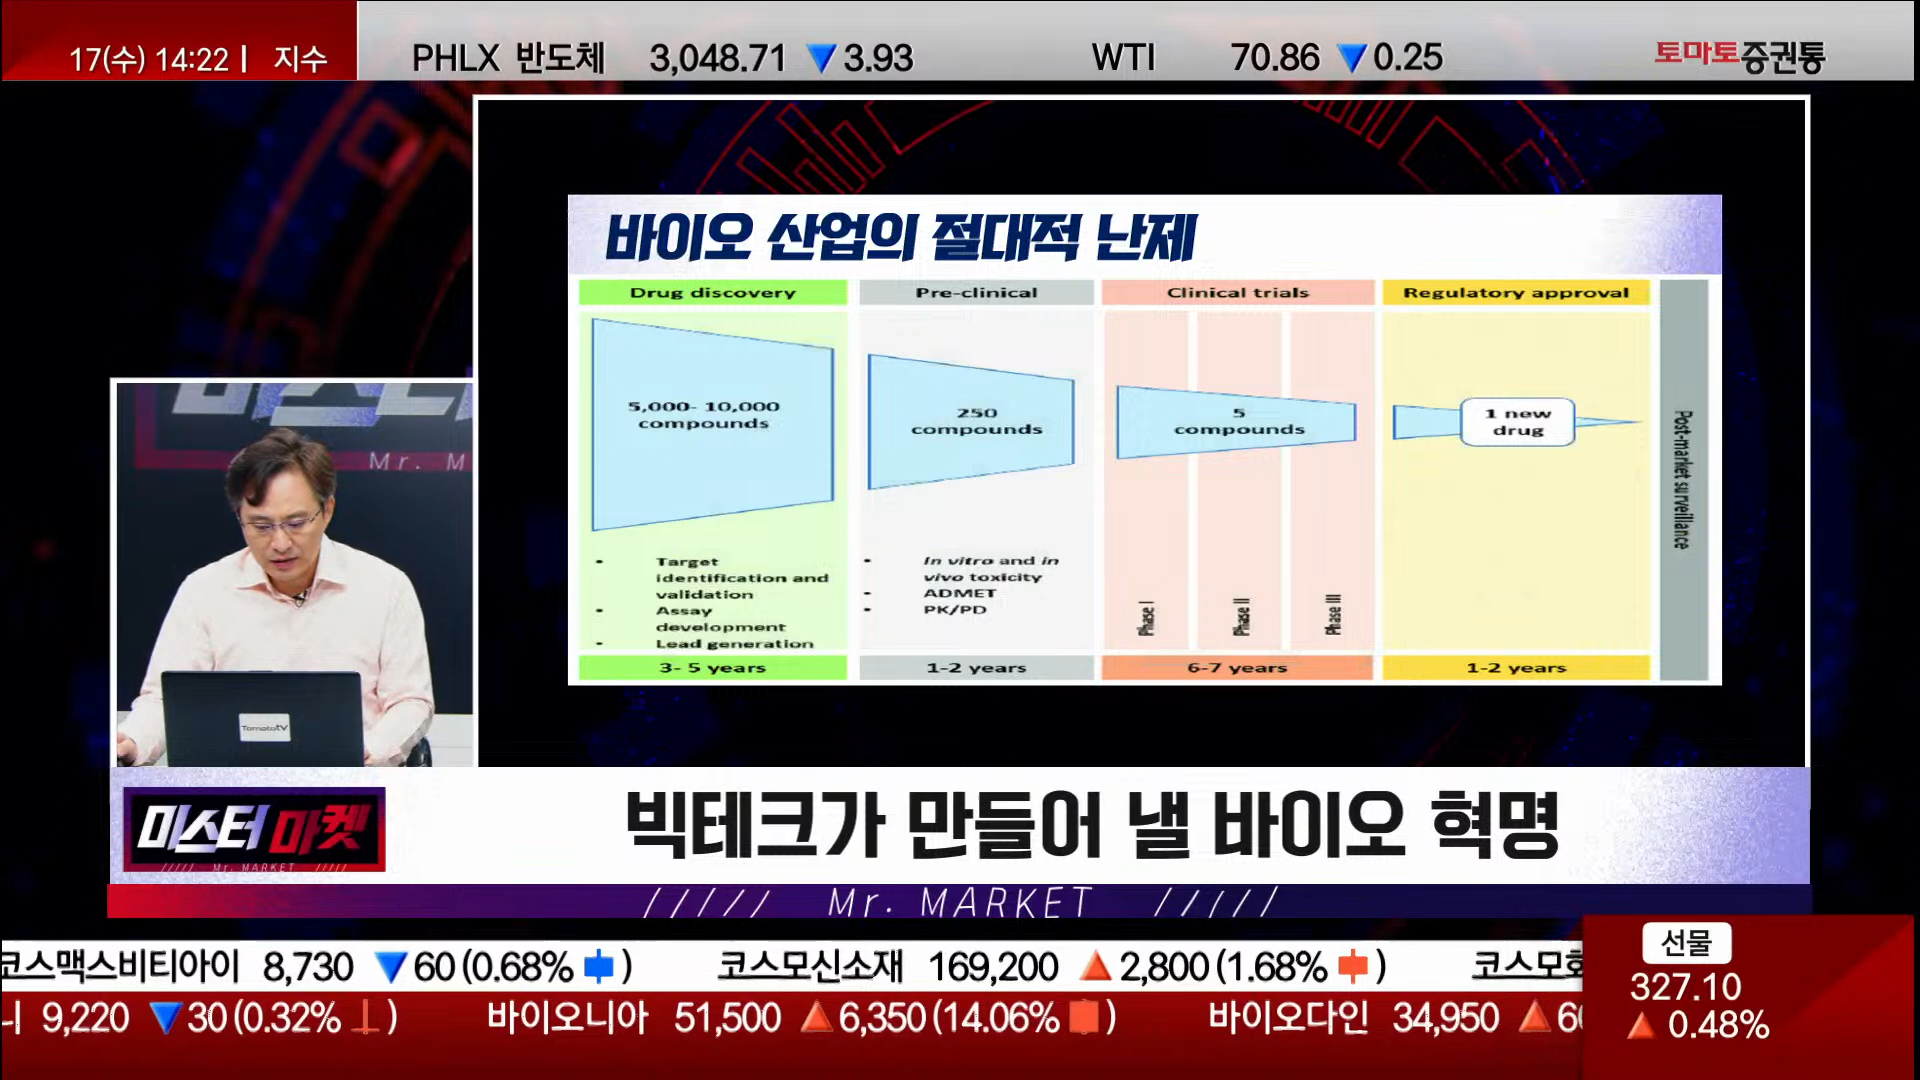 17(수) 14:22 | 지수 PHLX 반도체 3,048.71 ▼3.93 WTI 70.86 ▼0.25 토마토증권통
바이오 산업의 절대적 난제
Drug discovery
5,000- 10,000
compounds
• Target
identification and
validation
• Assay
development
• Lead generation
3- 5 years
Pre-clinical
250
compounds
• In vitro and in
vivo toxicity
• ADMET
• PK/PD
1-2 years
Clinical trials
5
compounds
Phase I
Phase II
Phase III
6-7 years
Regulatory approval
1 new
drug
1-2 years
Post-market surveillance
Mr. M
TomatoTV
미스터 마켓
Mr. MARKET
빅테크가 만들어 낼 바이오 혁명
///// Mr. MARKET /////
코스맥스비티아이 8,730 ▼60 (0.68% ) 코스모신소재 169,200 ▲2,800 (1.68% ) 코스모
9,220 ▼30 (0.32% ) 바이오니아 51,500 ▲6,350 (14.06% ) 바이오다인 34,950 ▲
선물
327.10
▲ 0.48%